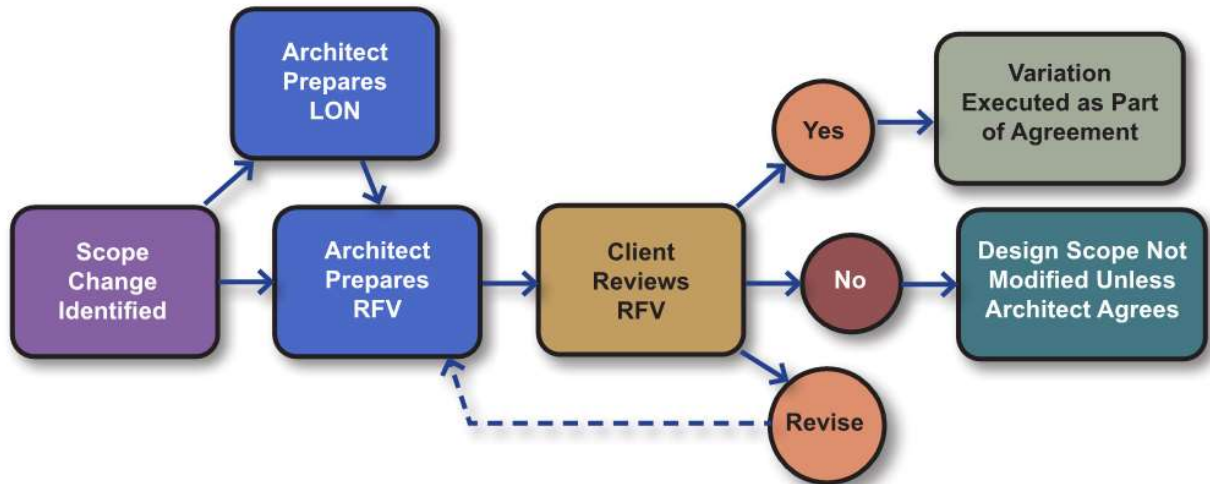 Architect
Prepares
LON
Scope
Change
Identified
Architect
Prepares
RFV
Client
Reviews
RFV
Yes
Variation
Executed as Part
of Agreement
No
Design Scope Not
Modified Unless
Architect Agrees
Revise